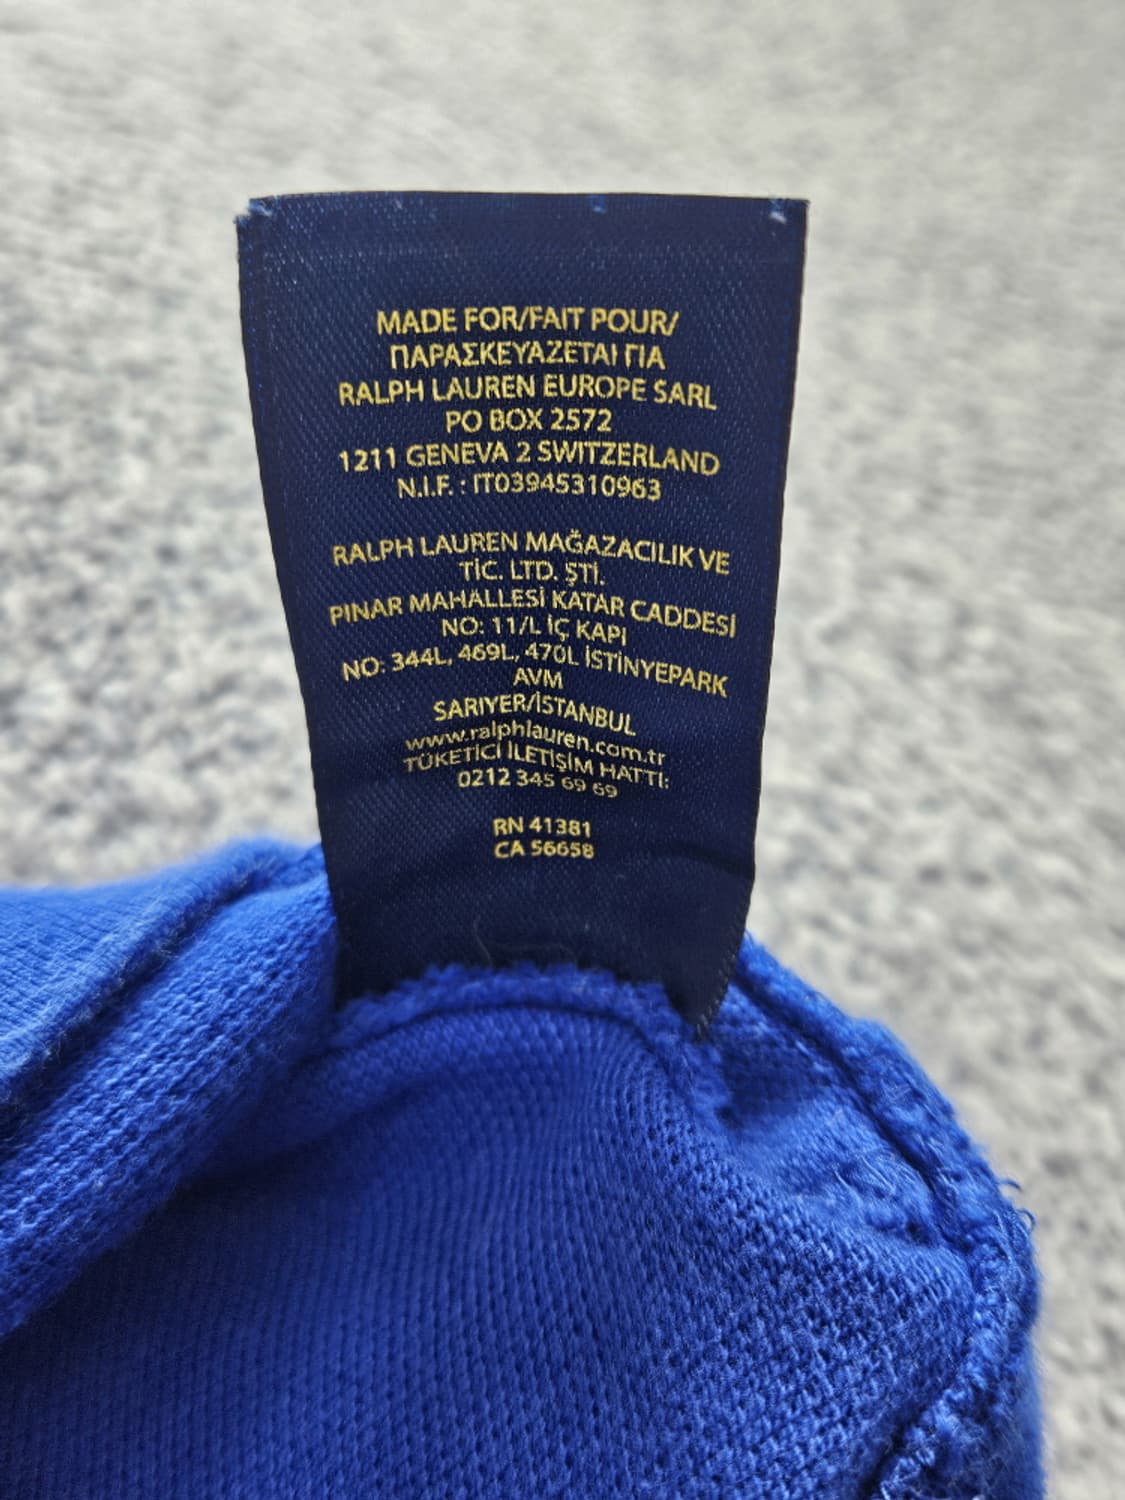 MADE FOR/FAIT POUR/
ΠΑΡΑΣΚΕΥΑΖΕΤΑΙ ΓΙΑ
RALPH LAUREN EUROPE SARL
PO BOX 2572
1211 GENEVA 2 SWITZERLAND
N.I.F. : IT03945310963
RALPH LAUREN MAĞAZACILIK VE
TİC. LTD. ŞTİ.
PINAR MAHALLESİ KATAR CADDESİ
NO: 11/L İÇ KAPI
NO: 344L, 469L, 470L İSTİNYEPARK
AVM
SARIYER/İSTANBUL
www.ralphlauren.com.tr
TÜKETİCİ İLETİŞİM HATTI:
0212 345 69 69
RN 41381
CA 56658